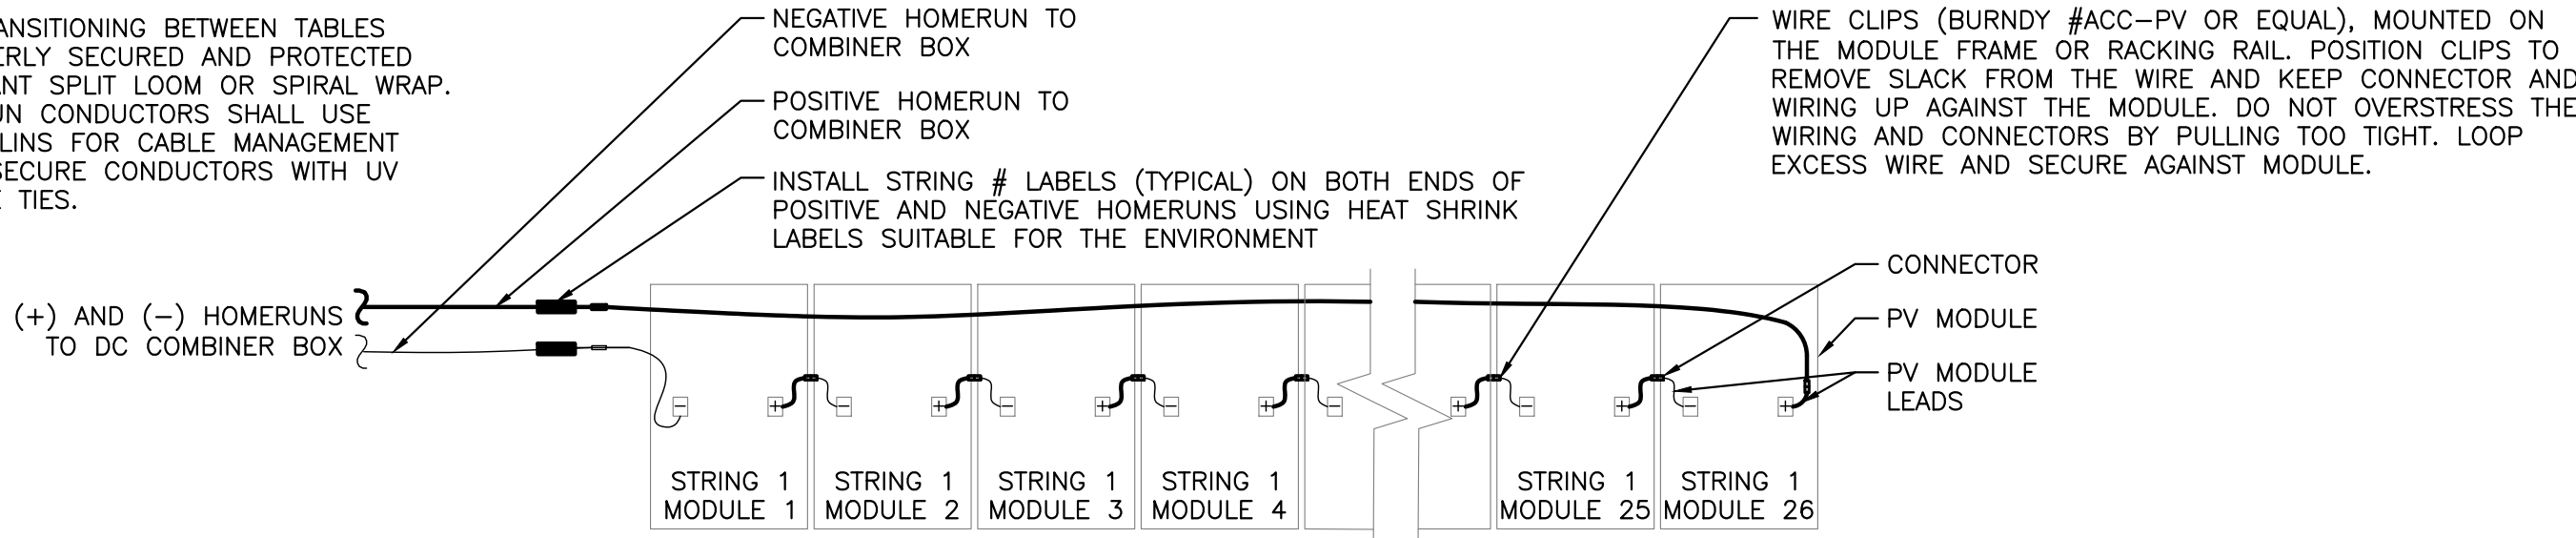 ANSITIONING BETWEEN TABLES
ERLY SECURED AND PROTECTED
ANT SPLIT LOOM OR SPIRAL WRAP.
UN CONDUCTORS SHALL USE
LINS FOR CABLE MANAGEMENT
SECURE CONDUCTORS WITH UV
E TIES.
NEGATIVE HOMERUN TO
COMBINER BOX
POSITIVE HOMERUN TO
COMBINER BOX
INSTALL STRING # LABELS (TYPICAL) ON BOTH ENDS OF
POSITIVE AND NEGATIVE HOMERUNS USING HEAT SHRINK
LABELS SUITABLE FOR THE ENVIRONMENT
WIRE CLIPS (BURNDY #ACC-PV OR EQUAL), MOUNTED ON
THE MODULE FRAME OR RACKING RAIL. POSITION CLIPS TO
REMOVE SLACK FROM THE WIRE AND KEEP CONNECTOR AND
WIRING UP AGAINST THE MODULE. DO NOT OVERSTRESS THE
WIRING AND CONNECTORS BY PULLING TOO TIGHT. LOOP
EXCESS WIRE AND SECURE AGAINST MODULE.
(+) AND (-) HOMERUNS
TO DC COMBINER BOX
CONNECTOR
PV MODULE
PV MODULE
LEADS
- + - + - + - + - + - + - +
STRING 1
MODULE 1
STRING 1
MODULE 2
STRING 1
MODULE 3
STRING 1
MODULE 4
STRING 1
MODULE 25
STRING 1
MODULE 26